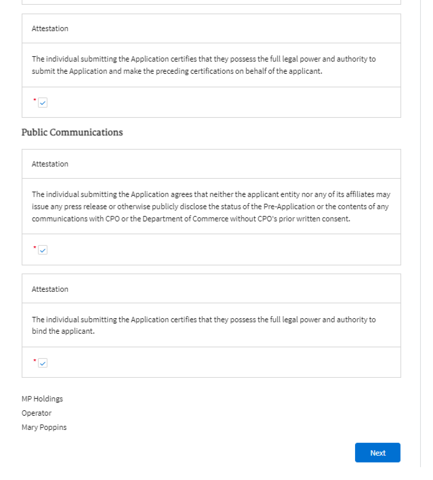 Attestation
The individual submitting the Application certifies that they possess the full legal power and authority to
submit the Application and make the preceding certifications on behalf of the applicant.
*
Public Communications
Attestation
The individual submitting the Application agrees that neither the applicant entity nor any of its affiliates may
issue any press release or otherwise publicly disclose the status of the Pre-Application or the contents of any
communications with CPO or the Department of Commerce without CPO's prior written consent.
*
Attestation
The individual submitting the Application certifies that they possess the full legal power and authority to
bind the applicant.
*
MP Holdings
Operator
Mary Poppins
Next